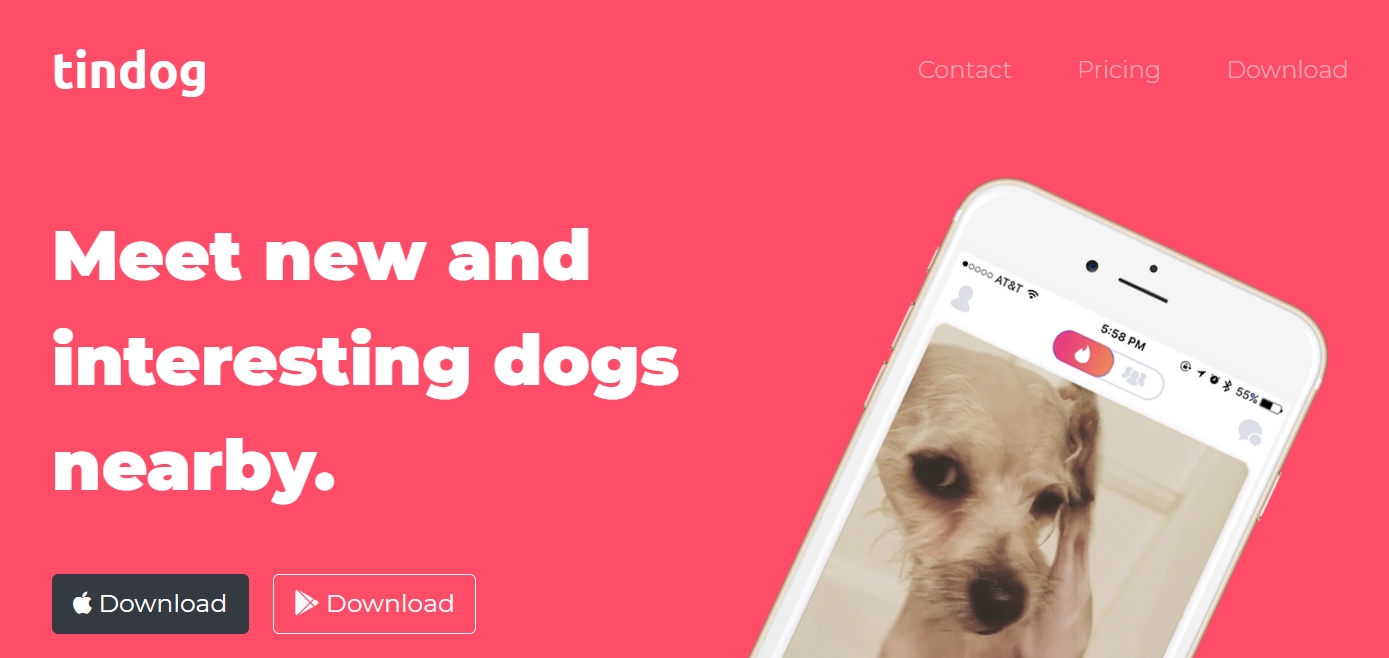 tindog
Contact Pricing Download
Meet new and
interesting dogs
nearby.
AT&T
5:58 PM
55%
Download
Download